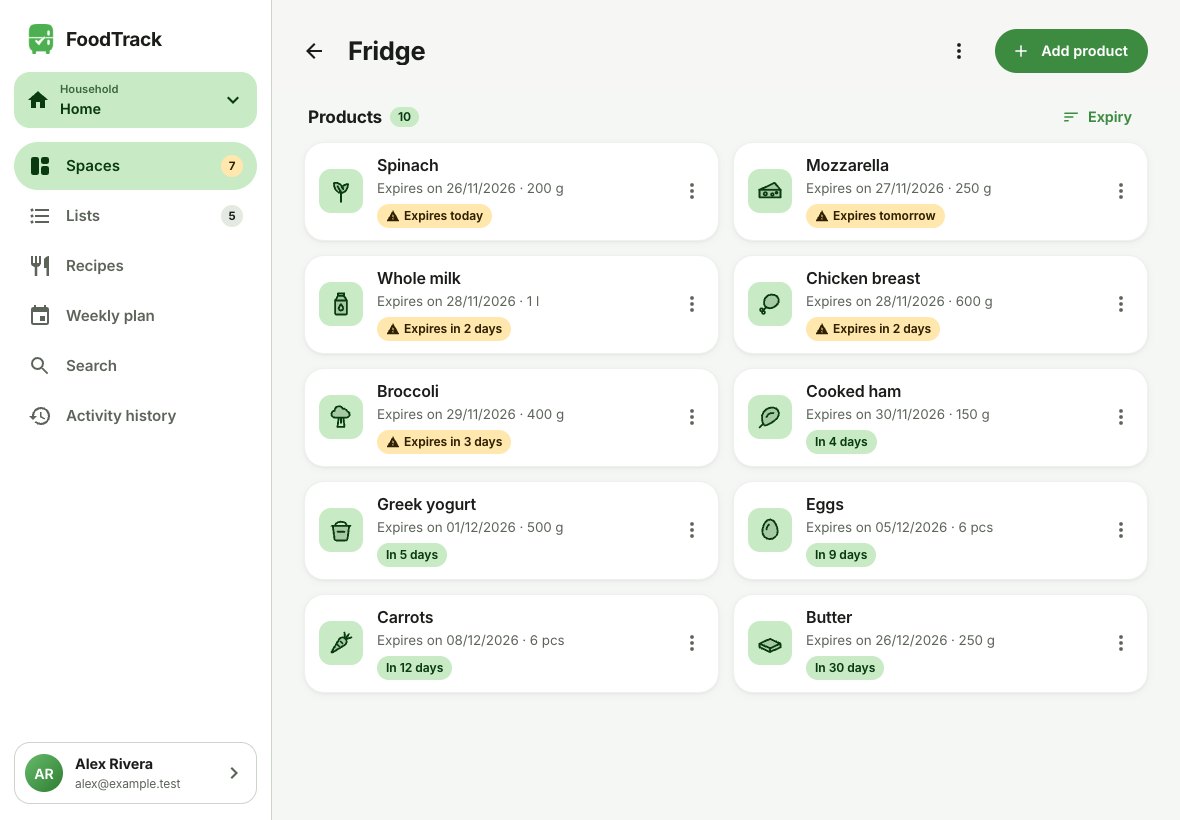 FoodTrack
Household
Home
Spaces
7
Lists
5
Recipes
Weekly plan
Search
Activity history
AR
Alex Rivera
alex@example.test
Fridge
Add product
Products 10
Expiry
Spinach
Expires on 26/11/2026 · 200 g
Expires today
Mozzarella
Expires on 27/11/2026 · 250 g
Expires tomorrow
Whole milk
Expires on 28/11/2026 · 1 l
Expires in 2 days
Chicken breast
Expires on 28/11/2026 · 600 g
Expires in 2 days
Broccoli
Expires on 29/11/2026 · 400 g
Expires in 3 days
Cooked ham
Expires on 30/11/2026 · 150 g
In 4 days
Greek yogurt
Expires on 01/12/2026 · 500 g
In 5 days
Eggs
Expires on 05/12/2026 · 6 pcs
In 9 days
Carrots
Expires on 08/12/2026 · 6 pcs
In 12 days
Butter
Expires on 26/12/2026 · 250 g
In 30 days